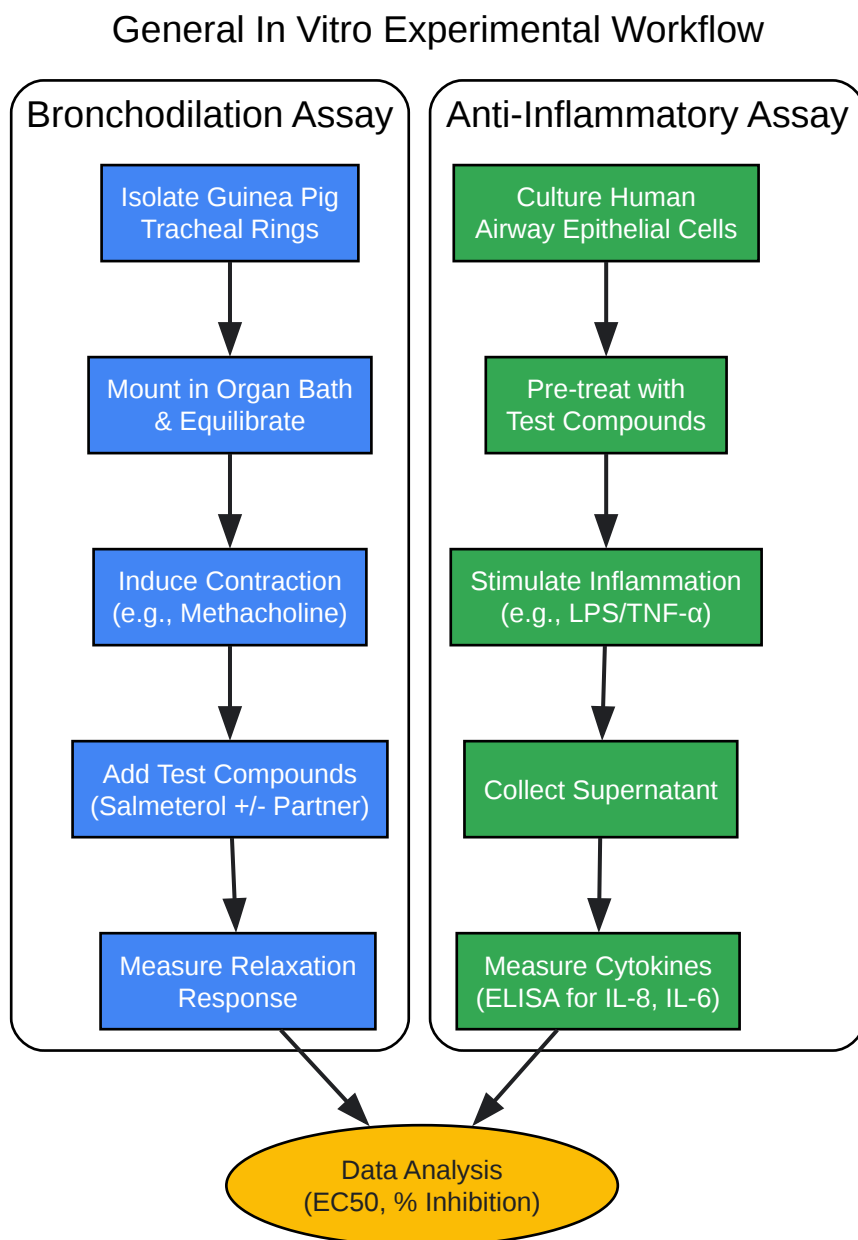 General In Vitro Experimental Workflow
Bronchodilation Assay
Isolate Guinea Pig
Tracheal Rings
Mount in Organ Bath
& Equilibrate
Induce Contraction
(e.g., Methacholine)
Add Test Compounds
(Salmeterol +/- Partner)
Measure Relaxation
Response
Anti-Inflammatory Assay
Culture Human
Airway Epithelial Cells
Pre-treat with
Test Compounds
Stimulate Inflammation
(e.g., LPS/TNF-α)
Collect Supernatant
Measure Cytokines
(ELISA for IL-8, IL-6)
Data Analysis
(EC50, % Inhibition)